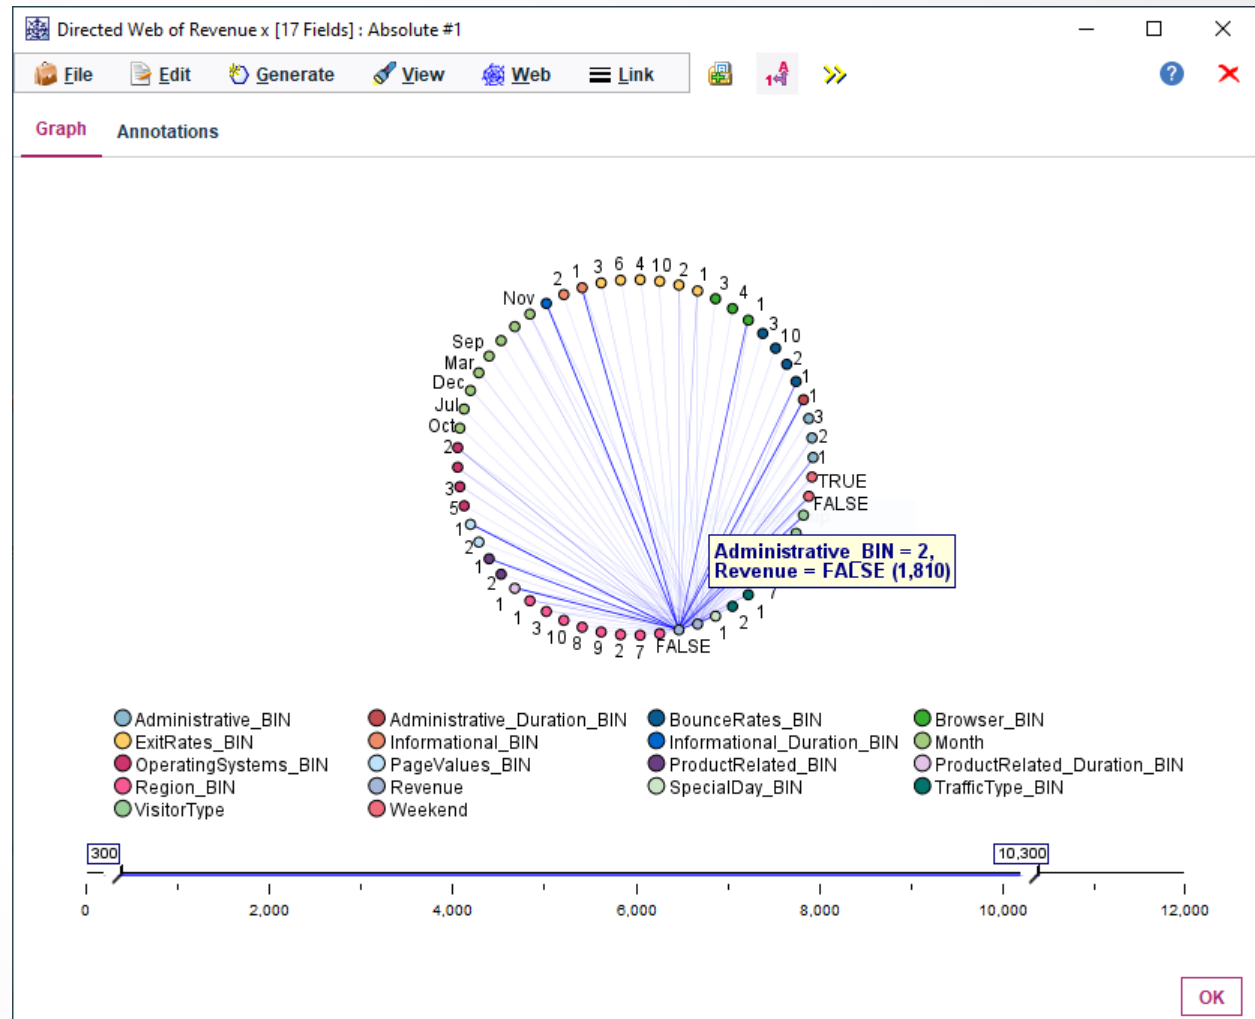 Directed Web of Revenue x [17 Fields] : Absolute #1
File Edit Generate View Web Link
Graph Annotations
2 1 3 6 4 10 2 1 3 4 1 3 10 2 1 1 3 2 1 TRUE FALSE
Nov
Sep
Mar
Dec
Jul
Oct
2
3
5
1
2
1
2
1
1 3 10 8 9 2 7 FALSE 1 2 1 7
Administrative_BIN = 2,
Revenue = FALSE (1,810)
Administrative_BIN Administrative_Duration_BIN BounceRates_BIN Browser_BIN
ExitRates_BIN Informational_BIN Informational_Duration_BIN Month
OperatingSystems_BIN PageValues_BIN ProductRelated_BIN ProductRelated_Duration_BIN
Region_BIN Revenue SpecialDay_BIN TrafficType_BIN
VisitorType Weekend
300 10,300
0 2,000 4,000 6,000 8,000 10,000 12,000
OK